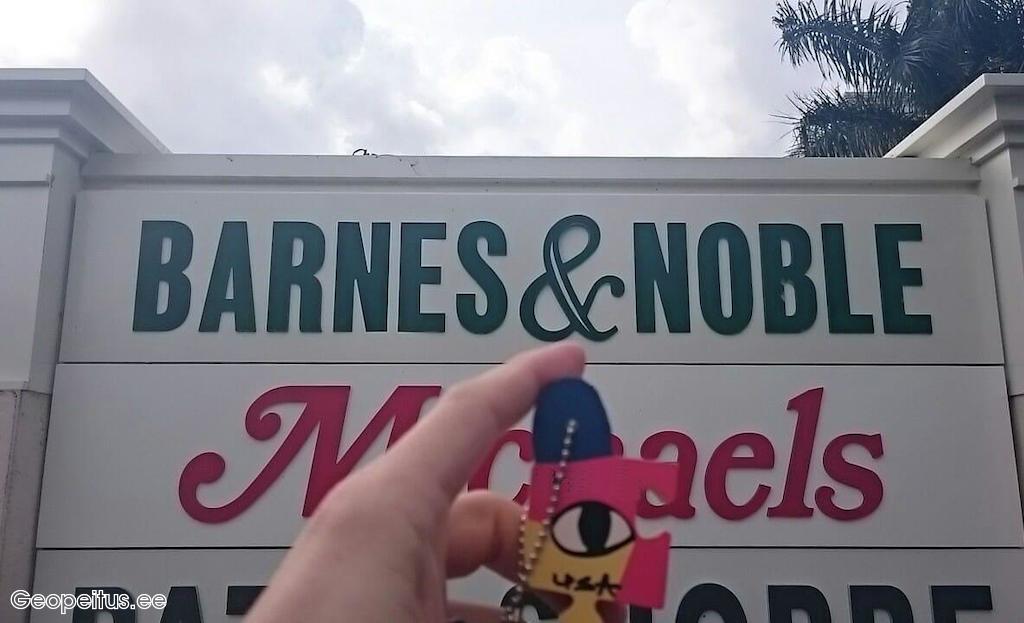 BARNES & NOBLE
Michaels
USA
Geopeitus.ee